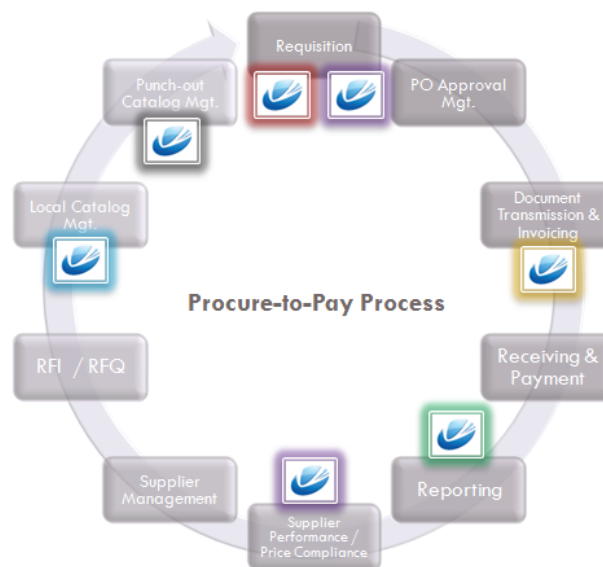 Requisition
PO Approval
Mgt.
Document
Transmission &
Invoicing
Receiving &
Payment
Reporting
Supplier
Performance /
Price Compliance
Supplier
Management
RFI / RFQ
Local Catalog
Mgt.
Punch-out
Catalog Mgt.
Procure-to-Pay Process